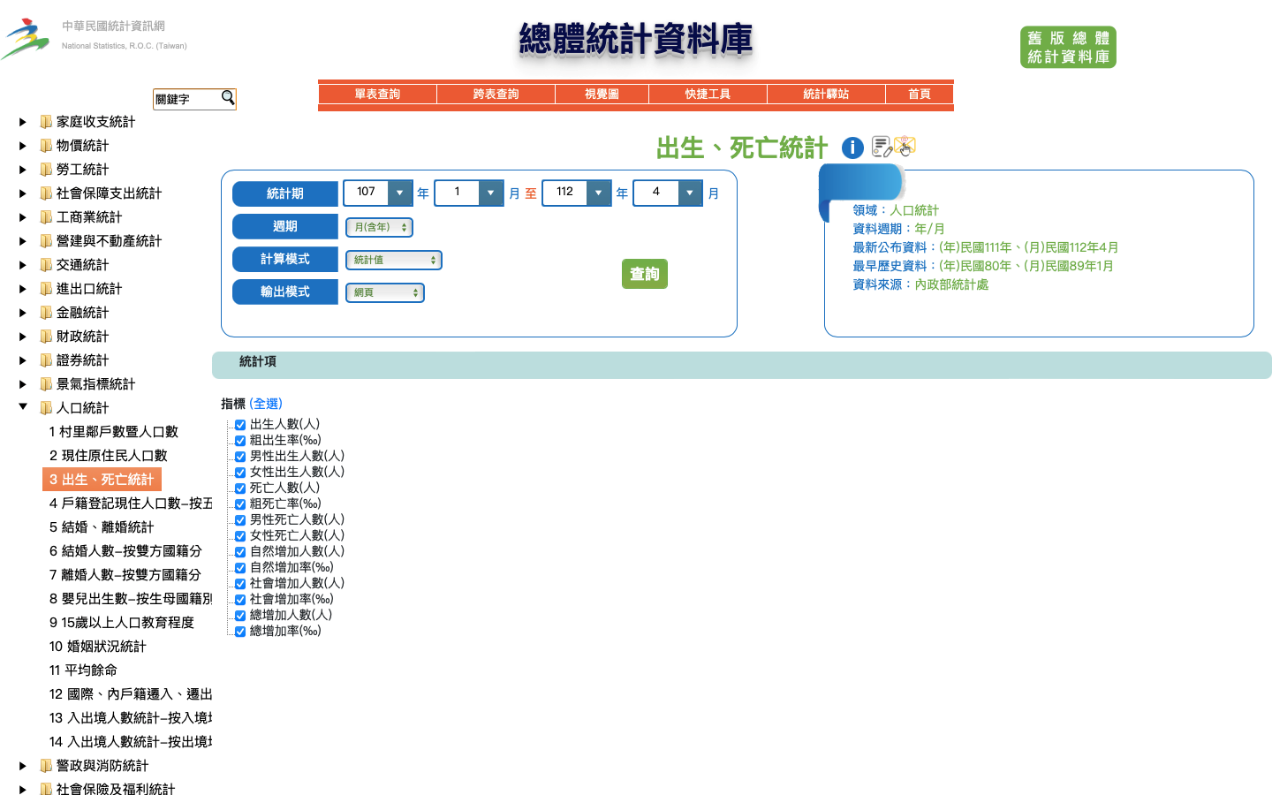 中華民國統計資訊網
National Statistics, R.O.C. (Taiwan)
總體統計資料庫
舊版總體
統計資料庫
關鍵字
單表查詢 跨表查詢 視覺圖 快捷工具 統計驛站 首頁
家庭收支統計
物價統計
勞工統計
社會保障支出統計
工商業統計
營建與不動產統計
交通統計
進出口統計
金融統計
財政統計
證券統計
景氣指標統計
人口統計
1 村里鄰戶數暨人口數
2 現住原住民人口數
3 出生、死亡統計
4 戶籍登記現住人口數–按五
5 結婚、離婚統計
6 結婚人數–按雙方國籍分
7 離婚人數–按雙方國籍分
8 嬰兒出生數–按生母國籍別
9 15歲以上人口教育程度
10 婚姻狀況統計
11 平均餘命
12 國際、內戶籍遷入、遷出
13 入出境人數統計–按入境
14 入出境人數統計–按出境
警政與消防統計
社會保險及福利統計
出生、死亡統計
統計期 107 年 1 月 至 112 年 4 月
週期 月(含年)
計算模式 統計值
輸出模式 網頁
查詢
領域：人口統計
資料週期：年/月
最新公布資料：(年)民國111年、(月)民國112年4月
最早歷史資料：(年)民國80年、(月)民國89年1月
資料來源：內政部統計處
統計項
指標 (全選)
出生人數(人)
粗出生率(‰)
男性出生人數(人)
女性出生人數(人)
死亡人數(人)
粗死亡率(‰)
男性死亡人數(人)
女性死亡人數(人)
自然增加人數(人)
自然增加率(‰)
社會增加人數(人)
社會增加率(‰)
總增加人數(人)
總增加率(‰)